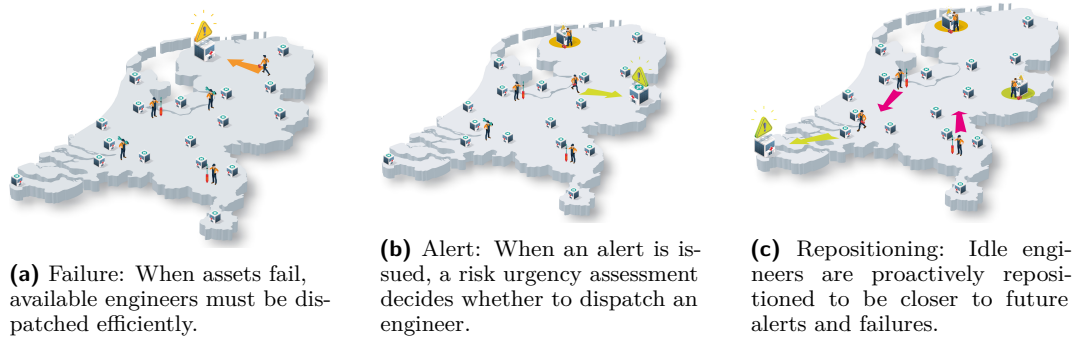 (a) Failure: When assets fail,
available engineers must be dis-
patched efficiently.
(b) Alert: When an alert is is-
sued, a risk urgency assessment
decides whether to dispatch an
engineer.
(c) Repositioning: Idle engi-
neers are proactively reposi-
tioned to be closer to future
alerts and failures.